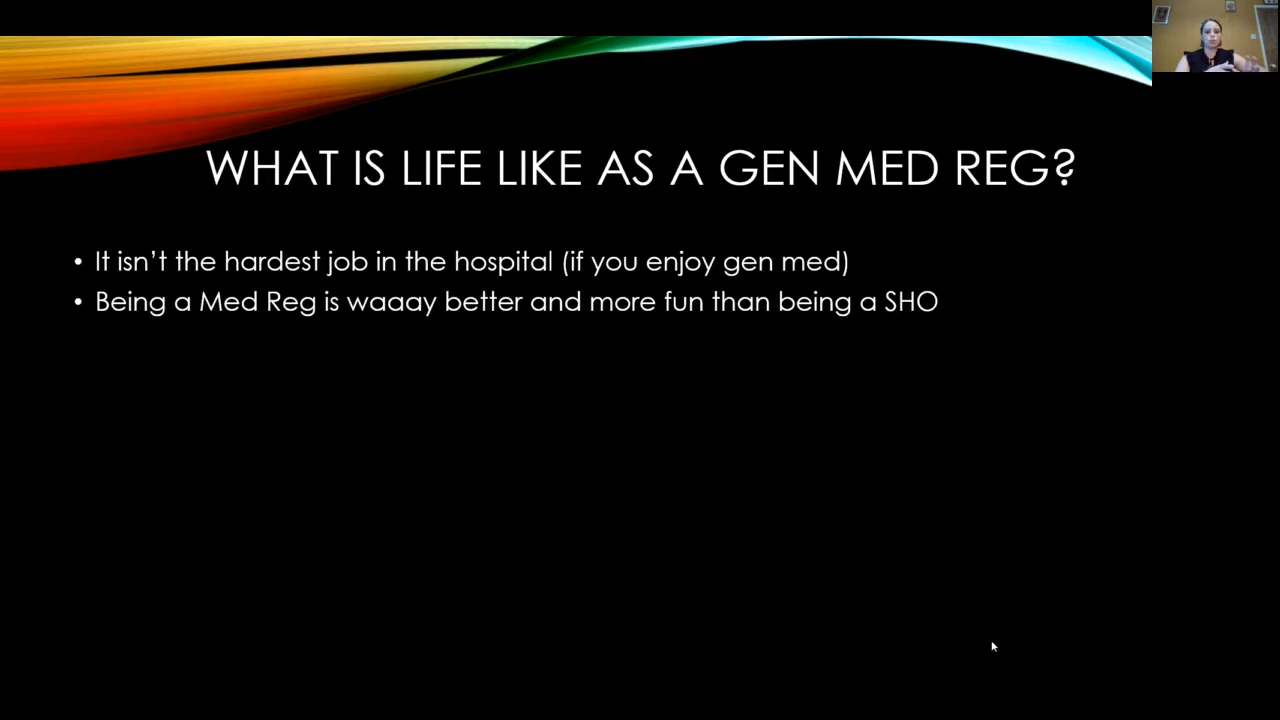 WHAT IS LIFE LIKE AS A GEN MED REG?
• It isn't the hardest job in the hospital (if you enjoy gen med)
• Being a Med Reg is waaay better and more fun than being a SHO